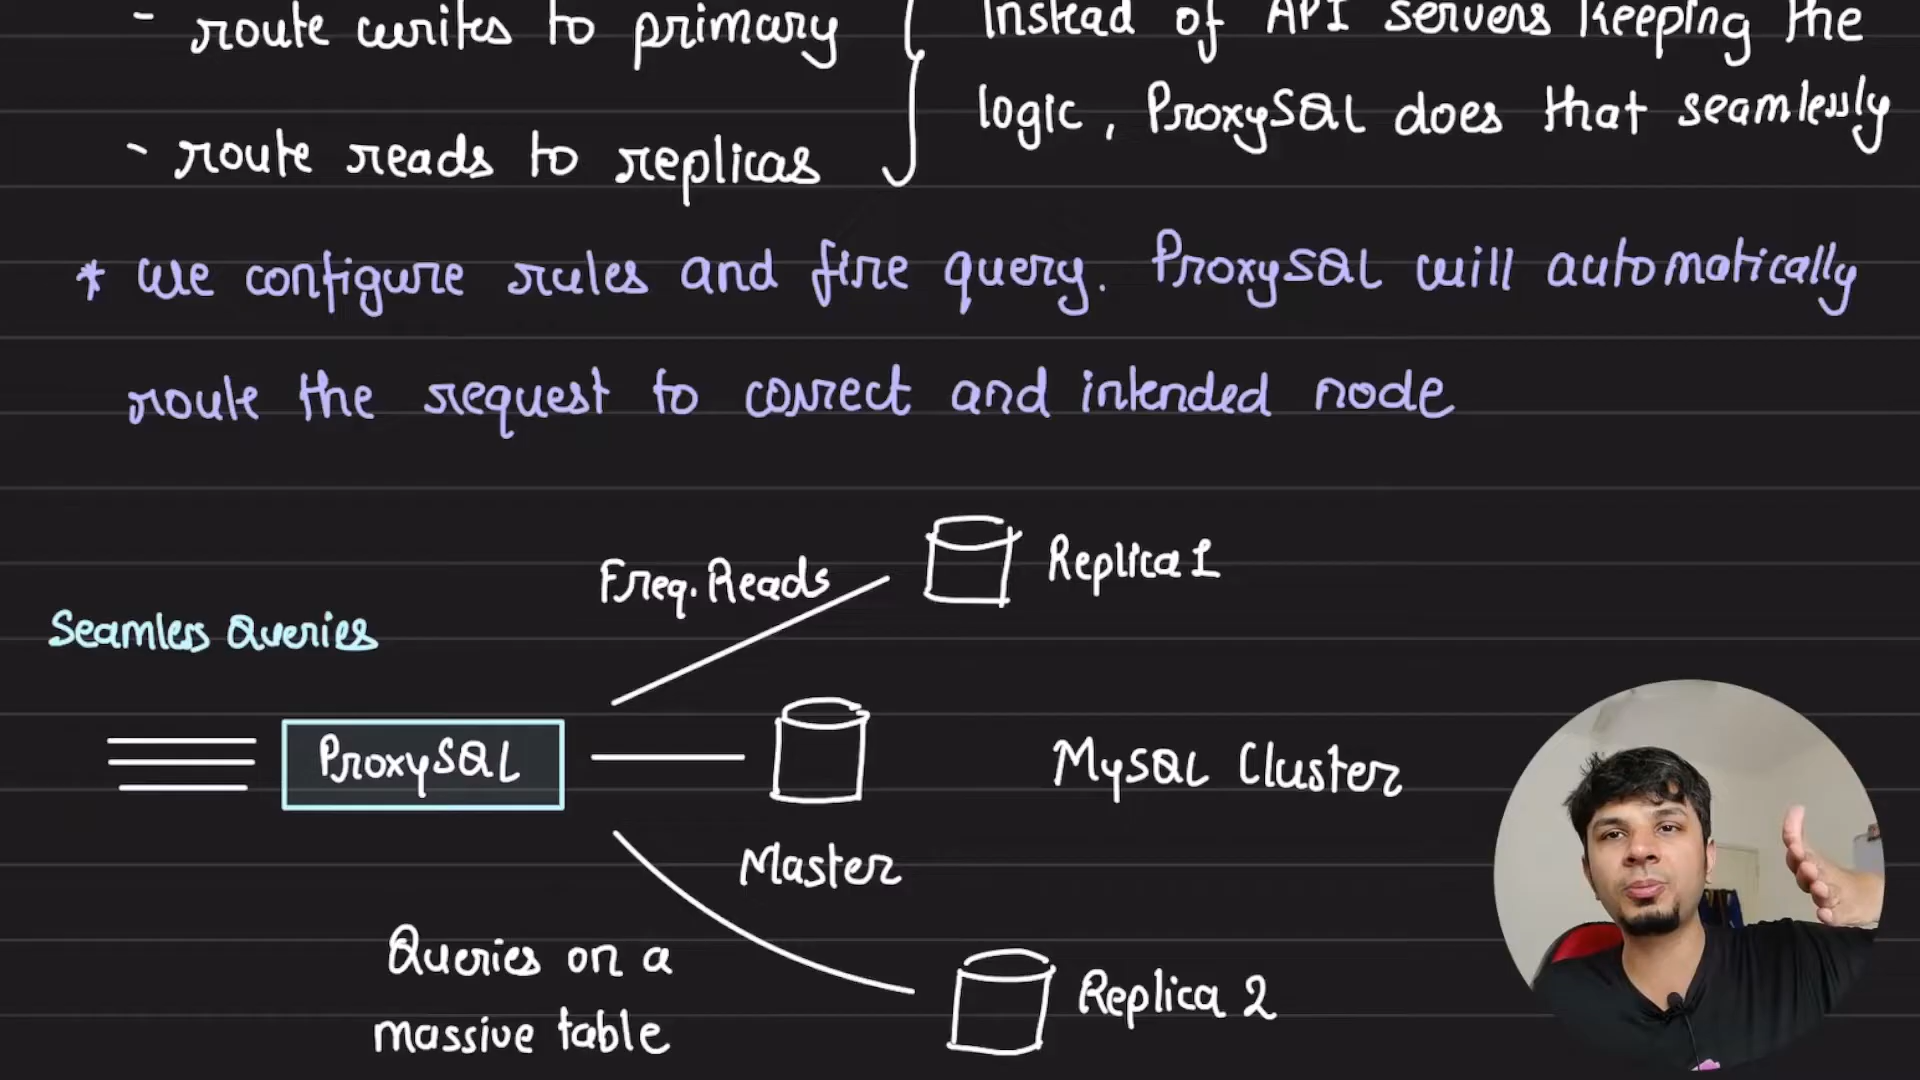 - route writes to primary
- route reads to replicas
Instead of API servers keeping the
logic, ProxySQL does that seamlessly
* We configure rules and fire query. ProxySQL will automatically
route the request to correct and intended node
Freq. Reads
Replica 1
Seamless Queries
ProxySQL
MySQL Cluster
Master
Queries on a
massive table
Replica 2